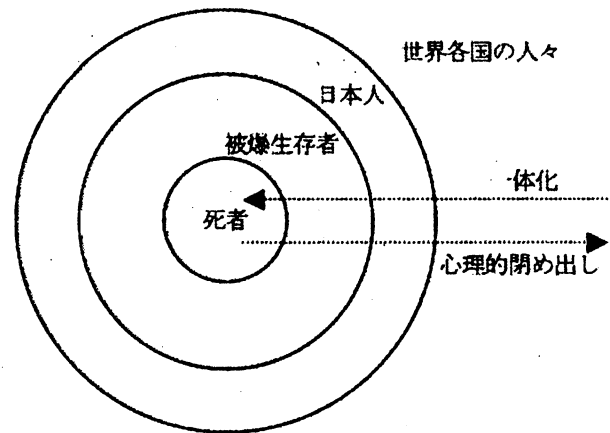 世界各国の人々
日本人
被爆生存者
一体化
死者
心理的閉め出し